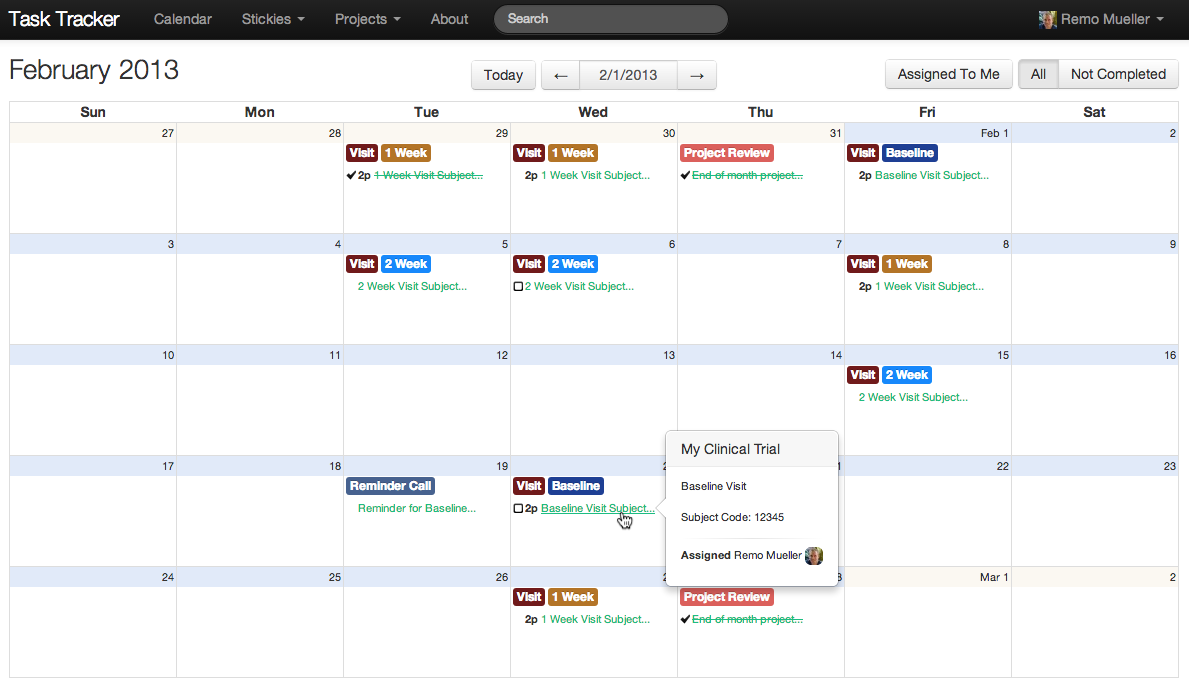 Task Tracker Calendar Stickies Projects About Search Remo Mueller
February 2013 Today ← 2/1/2013 → Assigned To Me All Not Completed
Sun Mon Tue Wed Thu Fri Sat
27 28 29 30 31 Feb 1 2
Visit 1 Week Visit 1 Week Project Review Visit Baseline
2p 1 Week Visit Subject... 2p 1 Week Visit Subject... End of month project... 2p Baseline Visit Subject...
3 4 5 6 7 8 9
Visit 2 Week Visit 2 Week Visit 1 Week
2 Week Visit Subject... 2 Week Visit Subject... 2p 1 Week Visit Subject...
10 11 12 13 14 15 16
Visit 2 Week
2 Week Visit Subject...
17 18 19 22 23
Reminder Call Visit Baseline
Reminder for Baseline... 2p Baseline Visit Subject...
My Clinical Trial
Baseline Visit
Subject Code: 12345
Assigned Remo Mueller
24 25 26 Mar 1 2
Visit 1 Week Project Review
2p 1 Week Visit Subject... End of month project...